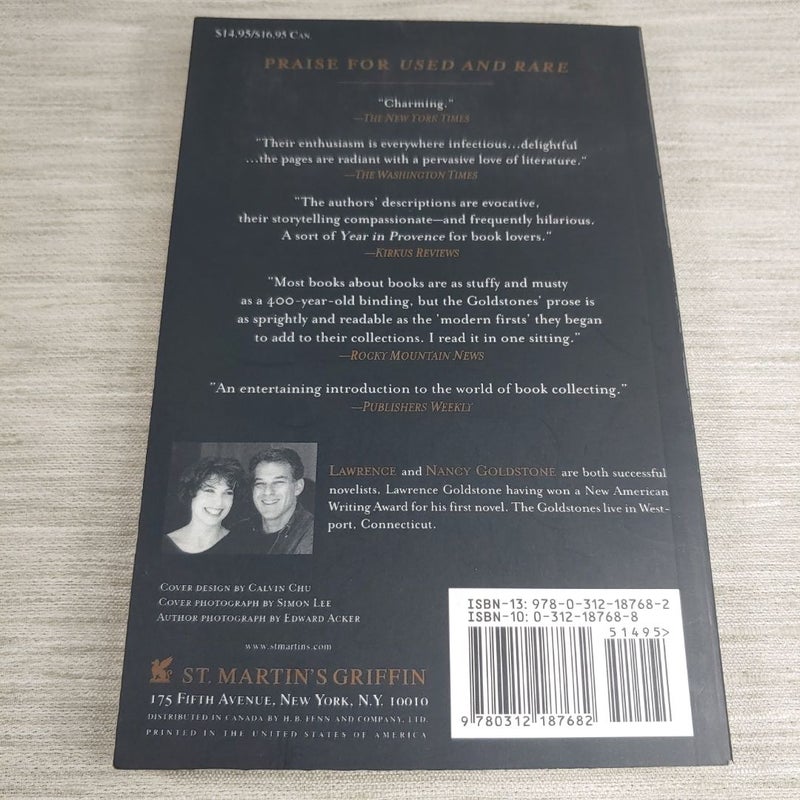 $14.95/$16.95 CAN.
PRAISE FOR USED AND RARE
"Charming."
—THE NEW YORK TIMES
"Their enthusiasm is everywhere infectious...delightful
...the pages are radiant with a pervasive love of literature."
—THE WASHINGTON TIMES
"The authors' descriptions are evocative,
their storytelling compassionate—and frequently hilarious.
A sort of Year in Provence for book lovers."
—KIRKUS REVIEWS
"Most books about books are as stuffy and musty
as a 400-year-old binding, but the Goldstones' prose is
as sprightly and readable as the 'modern firsts' they began
to add to their collections. I read it in one sitting."
—ROCKY MOUNTAIN NEWS
"An entertaining introduction to the world of book collecting."
—PUBLISHERS WEEKLY
LAWRENCE and NANCY GOLDSTONE are both successful
novelists, Lawrence Goldstone having won a New American
Writing Award for his first novel. The Goldstones live in West-
port, Connecticut.
COVER DESIGN BY CALVIN CHU
COVER PHOTOGRAPH BY SIMON LEE
AUTHOR PHOTOGRAPH BY EDWARD ACKER
www.stmartins.com
ST. MARTIN'S GRIFFIN
175 FIFTH AVENUE, NEW YORK, N.Y. 10010
DISTRIBUTED IN CANADA BY H. B. FENN AND COMPANY, LTD.
PRINTED IN THE UNITED STATES OF AMERICA
ISBN-13: 978-0-312-18768-2
ISBN-10: 0-312-18768-8
51495>
9 780312 187682